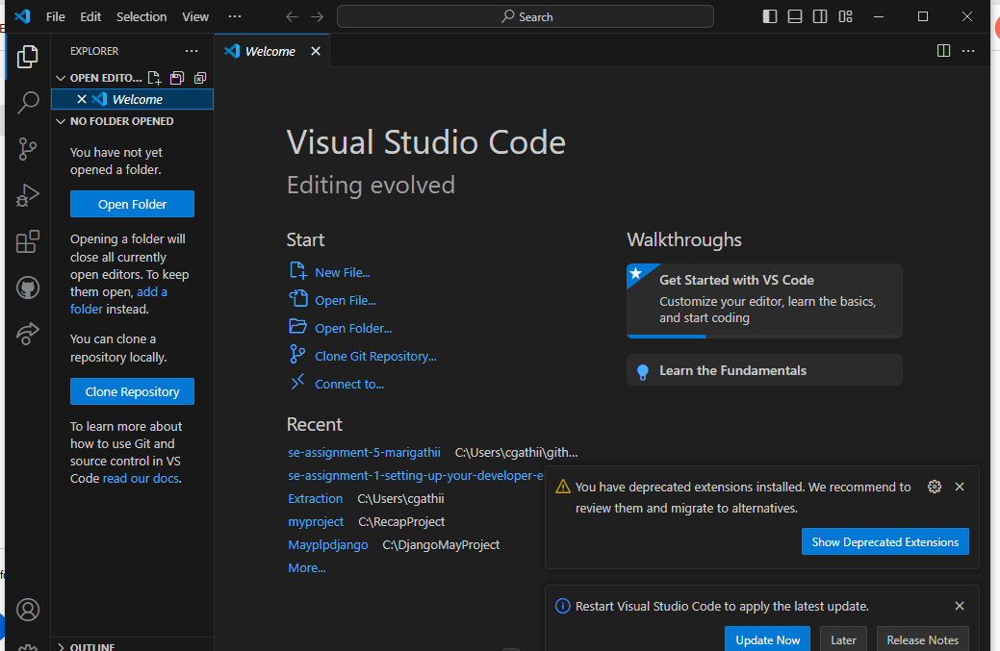 File Edit Selection View ···
Search
EXPLORER ···
Welcome
OPEN EDITO...
Welcome
NO FOLDER OPENED
You have not yet
opened a folder.
Open Folder
Opening a folder will
close all currently
open editors. To keep
them open, add a
folder instead.
You can clone a
repository locally.
Clone Repository
To learn more about
how to use Git and
source control in VS
Code read our docs.
OUTLINE
Visual Studio Code
Editing evolved
Start
New File...
Open File...
Open Folder...
Clone Git Repository...
Connect to...
Recent
se-assignment-5-marigathii C:\Users\cgathii\gith...
se-assignment-1-setting-up-your-developer-e
Extraction C:\Users\cgathii
myproject C:\RecapProject
Mayplpdjango C:\DjangoMayProject
More...
Walkthroughs
Get Started with VS Code
Customize your editor, learn the basics,
and start coding
Learn the Fundamentals
You have deprecated extensions installed. We recommend to
review them and migrate to alternatives.
Show Deprecated Extensions
Restart Visual Studio Code to apply the latest update.
Update Now Later Release Notes